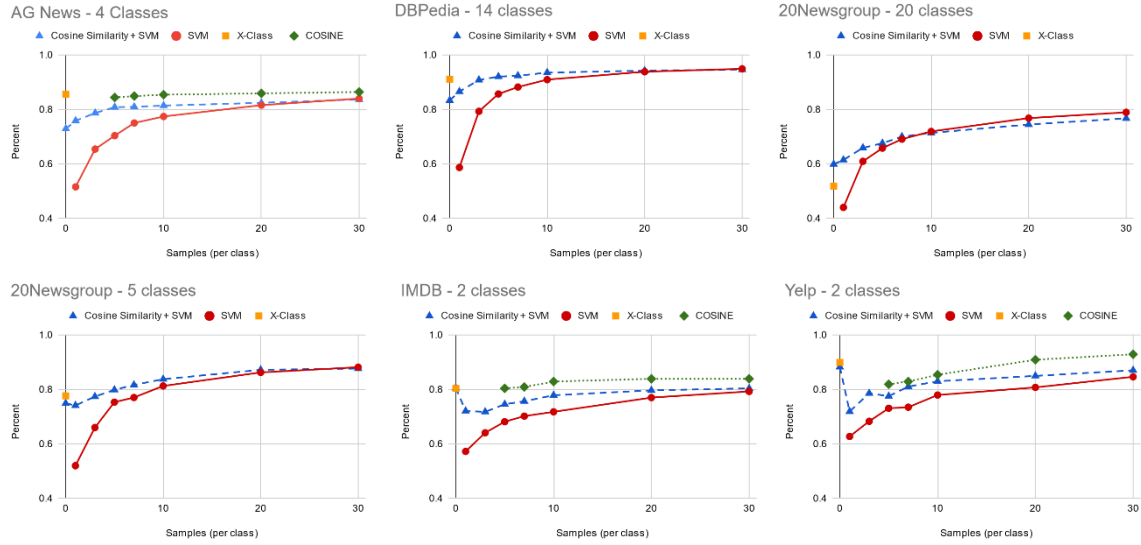 AG News - 4 Classes
Cosine Similarity + SVM SVM X-Class COSINE
1.0
0.8
0.6
0.4
Percent
0 10 20 30
Samples (per class)
DBPedia - 14 classes
Cosine Similarity + SVM SVM X-Class
1.0
0.8
0.6
0.4
Percent
0 10 20 30
Samples (per class)
20Newsgroup - 20 classes
Cosine Similarity + SVM SVM X-Class
1.0
0.8
0.6
0.4
Percent
0 10 20 30
Samples (per class)
20Newsgroup - 5 classes
Cosine Similarity + SVM SVM X-Class
1.0
0.8
0.6
0.4
Percent
0 10 20 30
Samples (per class)
IMDB - 2 classes
Cosine Similarity + SVM SVM X-Class COSINE
1.0
0.8
0.6
0.4
Percent
0 10 20 30
Samples (per class)
Yelp - 2 classes
Cosine Similarity + SVM SVM X-Class COSINE
1.0
0.8
0.6
0.4
Percent
0 10 20 30
Samples (per class)